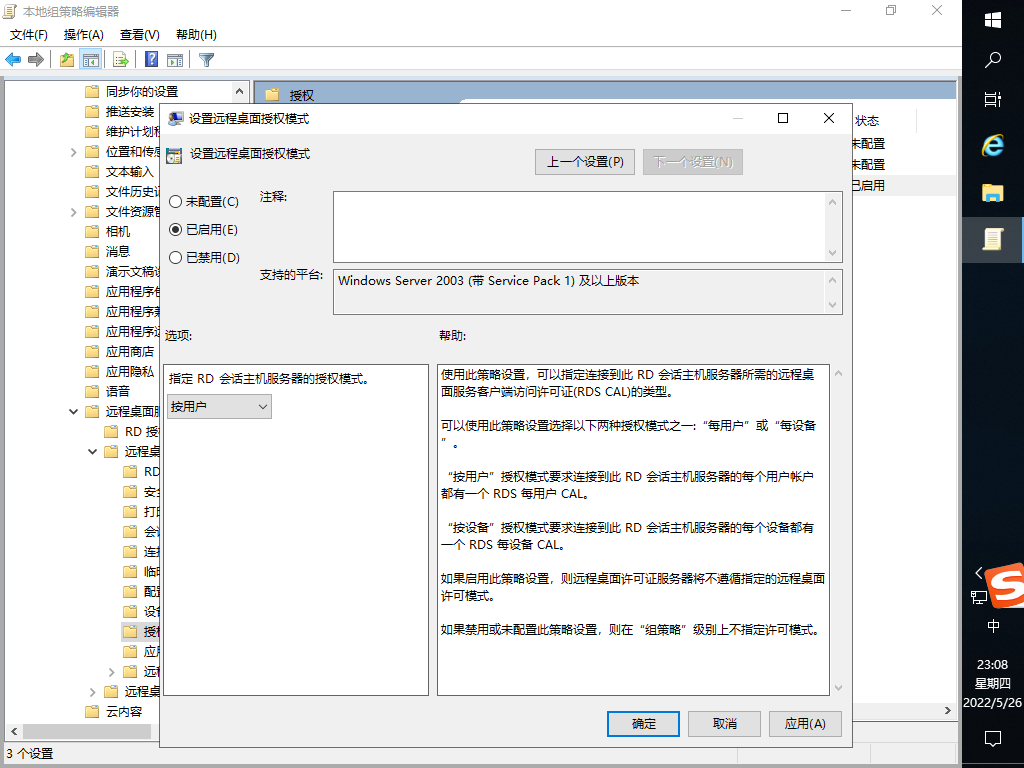 本地组策略编辑器
文件(F) 操作(A) 查看(V) 帮助(H)
同步你的设置
推送安装
维护计划程
位置和传感
文本输入
文件历史记
文件资源管
相机
消息
演示文稿设
应用程序
应用程序兼
应用程序运
应用商店
应用隐私
语音
远程桌面服
RD 授
远程桌
RD
安全
打印
会话
连接
临时
配置
设备
授权
应用
远程
远程桌
云内容
授权
状态
未配置
未配置
已启用
设置远程桌面授权模式
设置远程桌面授权模式
上一个设置(P)
下一个设置(N)
未配置(C)
已启用(E)
已禁用(D)
注释:
支持的平台:
Windows Server 2003 (带 Service Pack 1) 及以上版本
选项:
帮助:
指定 RD 会话主机服务器的授权模式。
按用户
使用此策略设置，可以指定连接到此 RD 会话主机服务器所需的远程桌
面服务客户端访问许可证(RDS CAL)的类型。
可以使用此策略设置选择以下两种授权模式之一:“每用户”或“每设备
”。
“按用户”授权模式要求连接到此 RD 会话主机服务器的每个用户帐户
都有一个 RDS 每用户 CAL。
“按设备”授权模式要求连接到此 RD 会话主机服务器的每个设备都有
一个 RDS 每设备 CAL。
如果启用此策略设置，则远程桌面许可证服务器将不遵循指定的远程桌面
许可模式。
如果禁用或未配置此策略设置，则在“组策略”级别上不指定许可模式。
确定
取消
应用(A)
3 个设置
中
23:08
星期四
2022/5/26